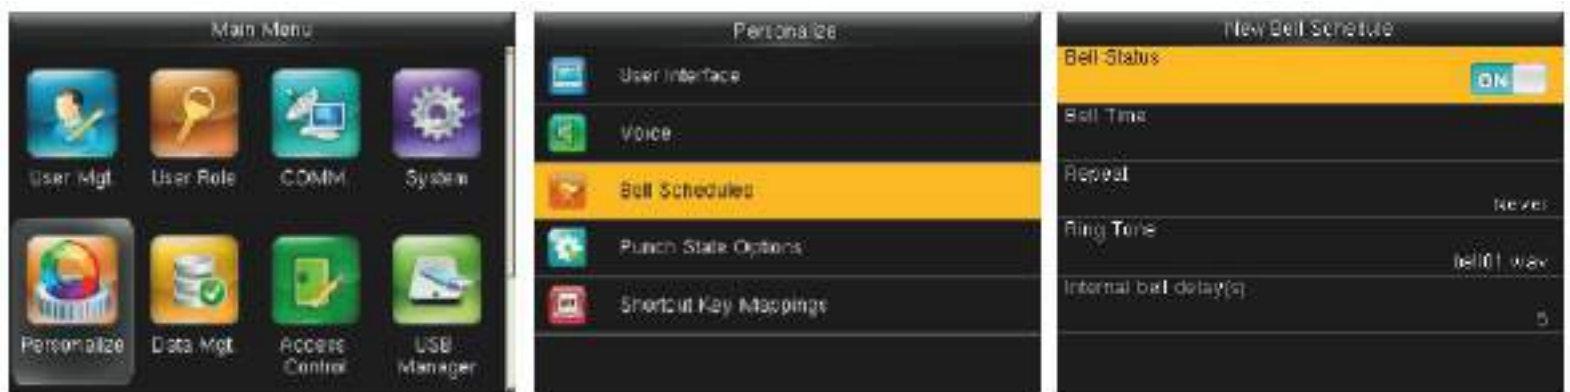 Main Menu
User Mgt.
User Role
COMM.
System
Personalize
Data Mgt.
Access
Control
USB
Manager
Personalize
User Interface
Voice
Bell Schedules
Punch State Options
Shortcut Key Mappings
New Bell Schedule
Bell Status
ON
Bell Time
Repeat
Never
Ring Tone
bell01.wav
Internal bell delay(s)
5